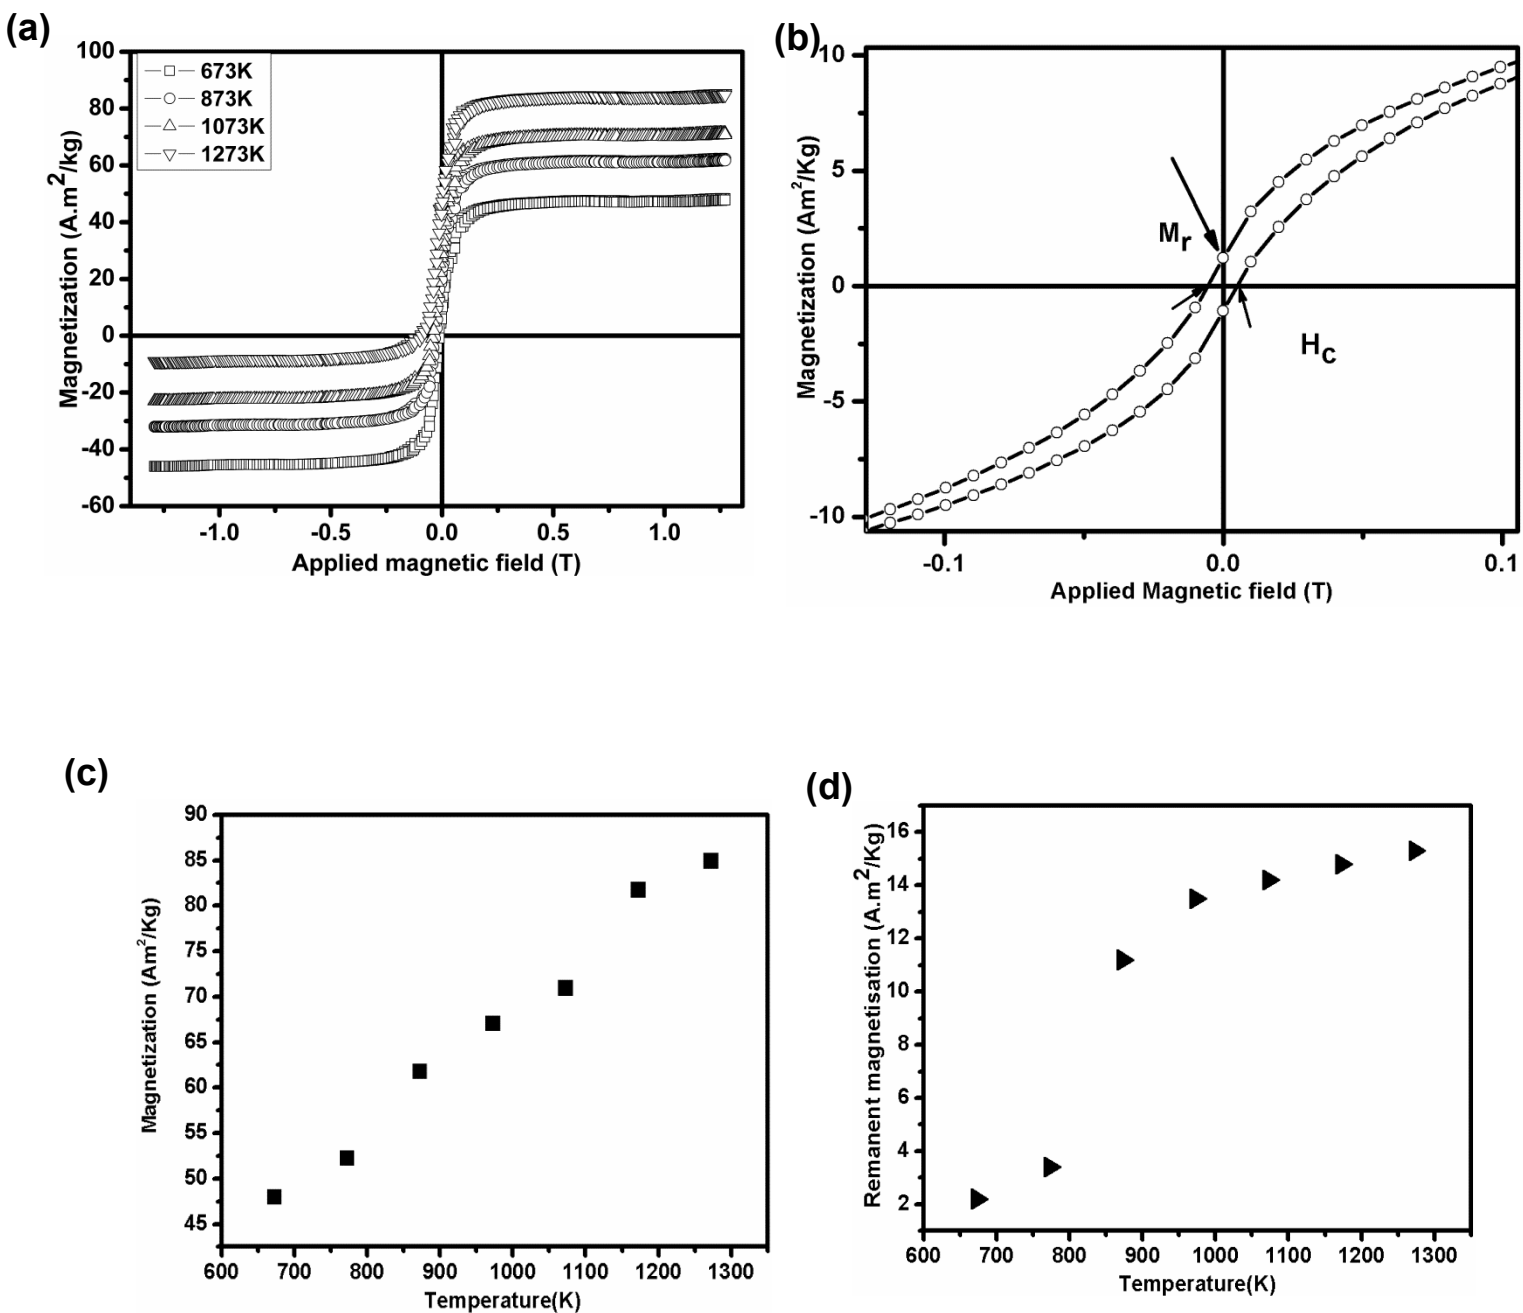 (a)
100
80
60
40
20
0
-20
-40
-60
673K
873K
1073K
1273K
Magnetization (A.m²/kg)
-1.0 -0.5 0.0 0.5 1.0
Applied magnetic field (T)
(b)
10
5
0
-5
-10
Mr
Hc
Magnetization (Am²/Kg)
-0.1 0.0 0.1
Applied Magnetic field (T)
(c)
90
85
80
75
70
65
60
55
50
45
Magnetization (Am²/Kg)
600 700 800 900 1000 1100 1200 1300
Temperature(K)
(d)
16
14
12
10
8
6
4
2
Remanent magnetisation (A.m²/Kg)
600 700 800 900 1000 1100 1200 1300
Temperature(K)